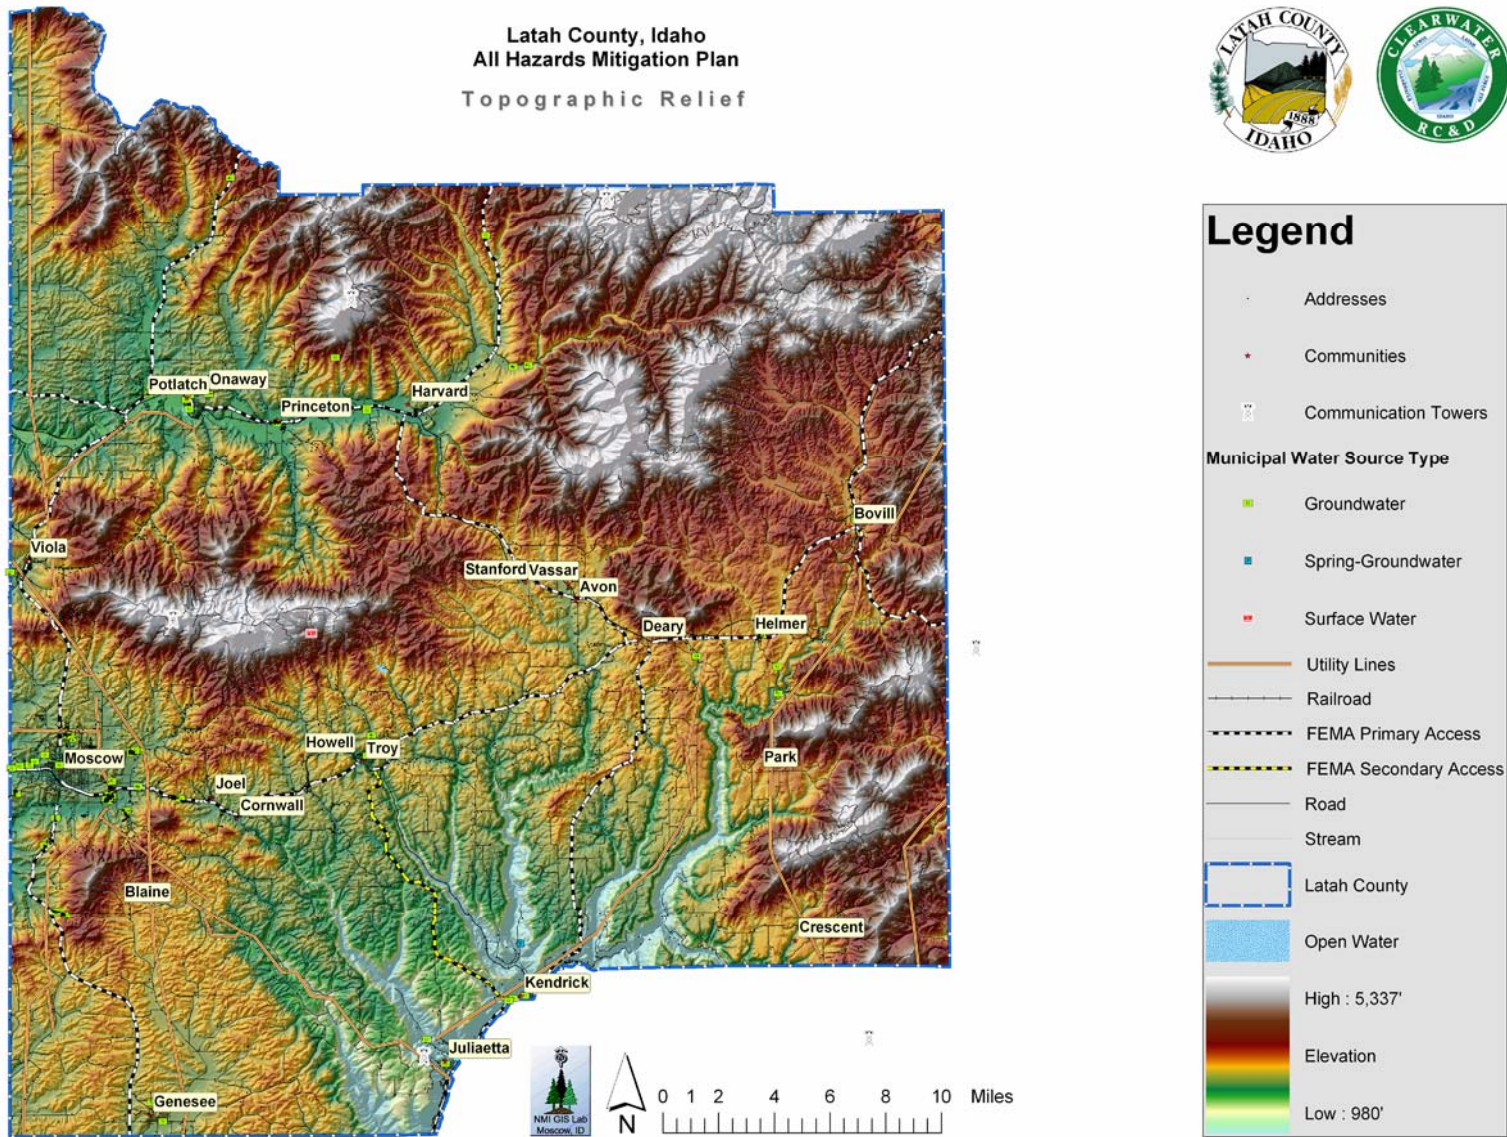 Latah County, Idaho
All Hazards Mitigation Plan
Topographic Relief
LATAH COUNTY
1888
IDAHO
CLEARWATER
RC&D
Legend
Addresses
Communities
Communication Towers
Municipal Water Source Type
Groundwater
Spring-Groundwater
Surface Water
Utility Lines
Railroad
FEMA Primary Access
FEMA Secondary Access
Road
Stream
Latah County
Open Water
High : 5,337'
Elevation
Low : 980'
Potlatch
Onaway
Princeton
Harvard
Bovill
Viola
Stanford
Vassar
Avon
Deary
Helmer
Howell
Troy
Moscow
Park
Joel
Cornwall
Blaine
Crescent
Kendrick
Juliaetta
Genesee
NMI GIS Lab
Moscow, ID
N
0 1 2 4 6 8 10 Miles